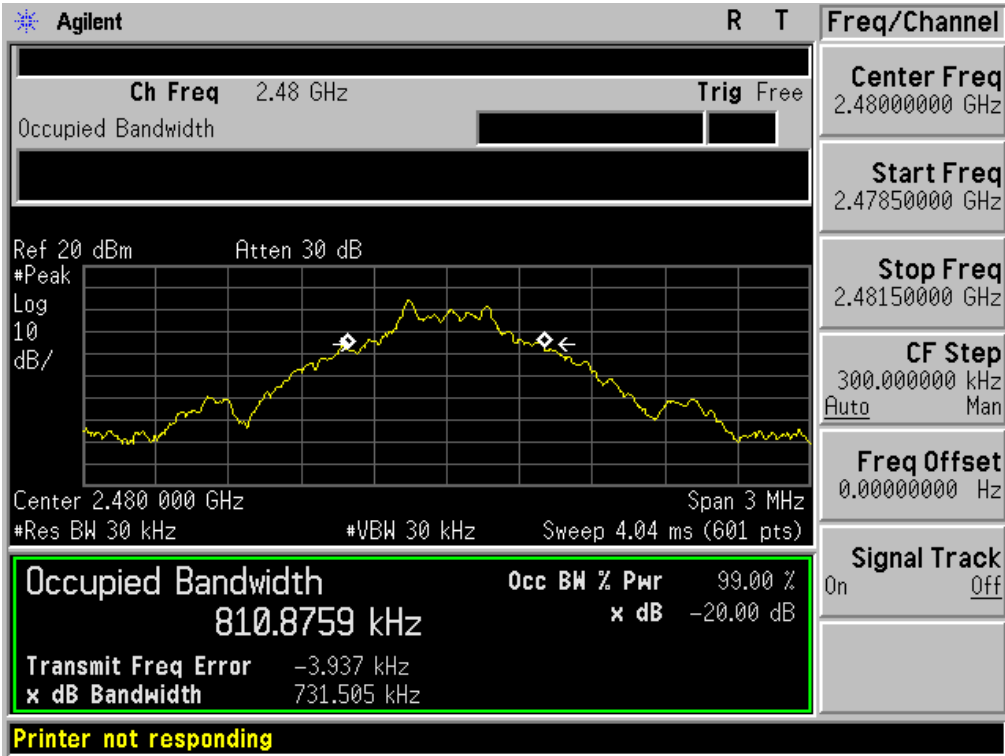 Agilent R T
Freq/Channel
Ch Freq 2.48 GHz Trig Free
Occupied Bandwidth
Center Freq
2.48000000 GHz
Start Freq
2.47850000 GHz
Stop Freq
2.48150000 GHz
CF Step
300.000000 kHz
Auto Man
Freq Offset
0.00000000 Hz
Signal Track
On Off
Ref 20 dBm Atten 30 dB
#Peak
Log
10
dB/
Center 2.480 000 GHz Span 3 MHz
#Res BW 30 kHz #VBW 30 kHz Sweep 4.04 ms (601 pts)
Occupied Bandwidth Occ BW % Pwr 99.00 %
810.8759 kHz x dB -20.00 dB
Transmit Freq Error -3.937 kHz
x dB Bandwidth 731.505 kHz
Printer not responding